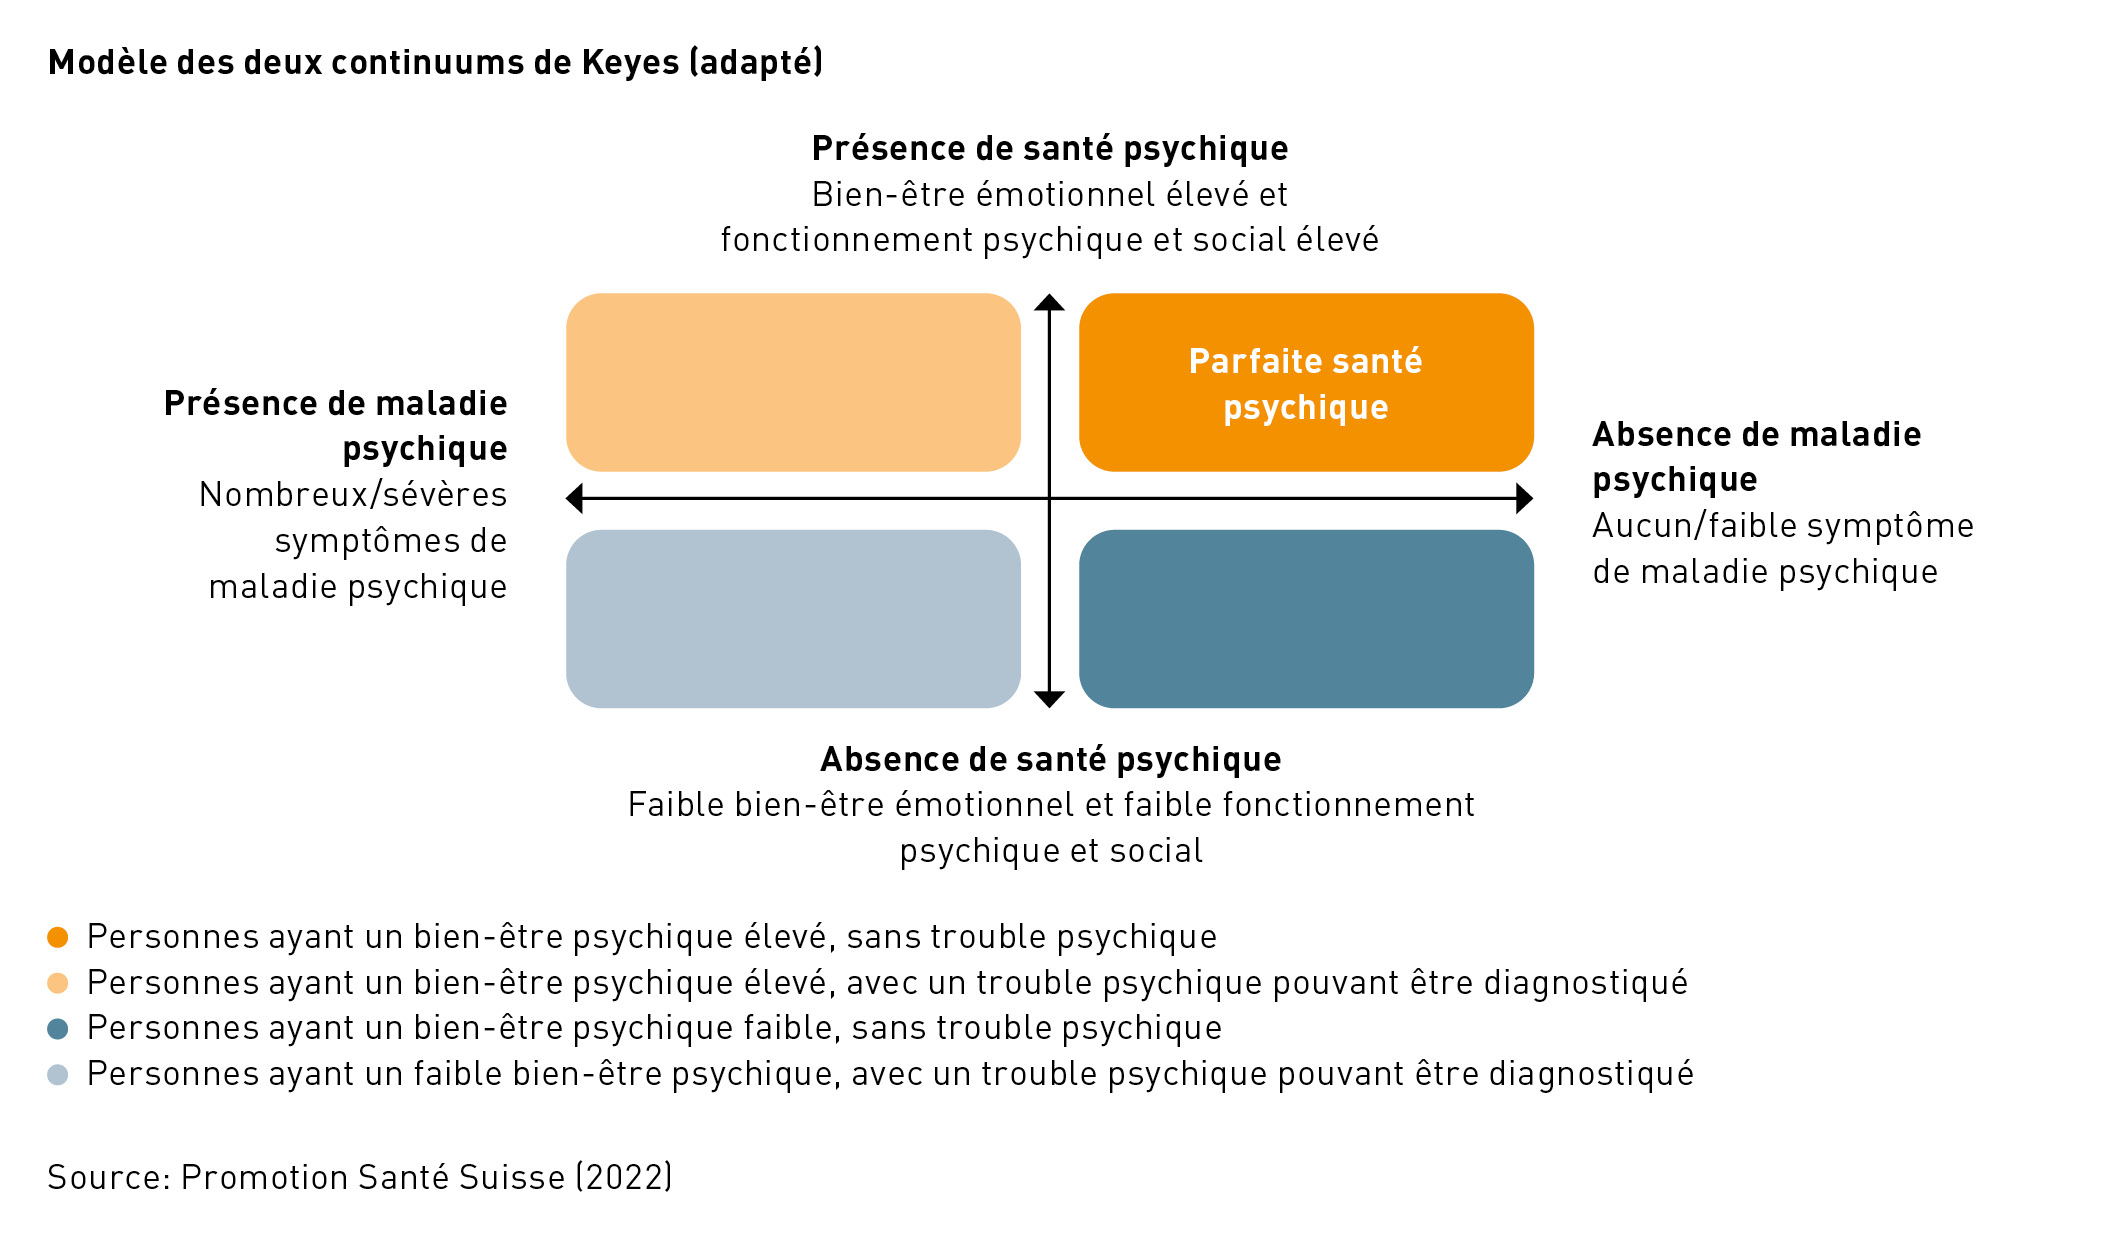 Modèle des deux continuums de Keyes (adapté)
Présence de santé psychique
Bien-être émotionnel élevé et
fonctionnement psychique et social élevé
Parfaite santé
psychique
Présence de maladie
psychique
Nombreux/sévères
symptômes de
maladie psychique
Absence de maladie
psychique
Aucun/faible symptôme
de maladie psychique
Absence de santé psychique
Faible bien-être émotionnel et faible fonctionnement
psychique et social
Personnes ayant un bien-être psychique élevé, sans trouble psychique
Personnes ayant un bien-être psychique élevé, avec un trouble psychique pouvant être diagnostiqué
Personnes ayant un bien-être psychique faible, sans trouble psychique
Personnes ayant un faible bien-être psychique, avec un trouble psychique pouvant être diagnostiqué
Source: Promotion Santé Suisse (2022)